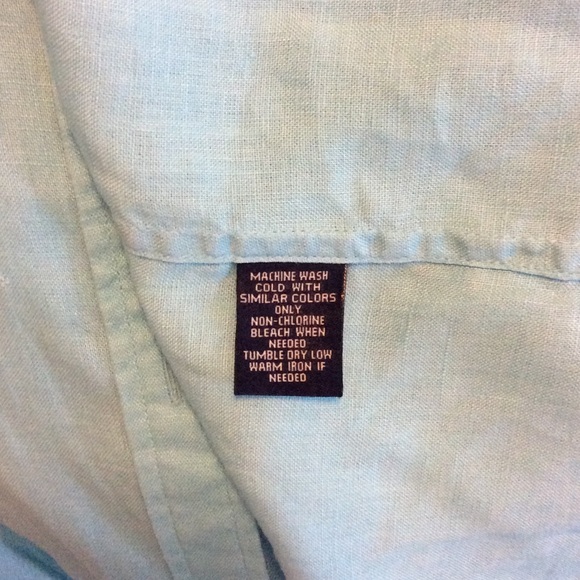 MACHINE WASH
COLD WITH
SIMILAR COLORS
ONLY
NON-CHLORINE
BLEACH WHEN
NEEDED
TUMBLE DRY LOW
WARM IRON IF
NEEDED